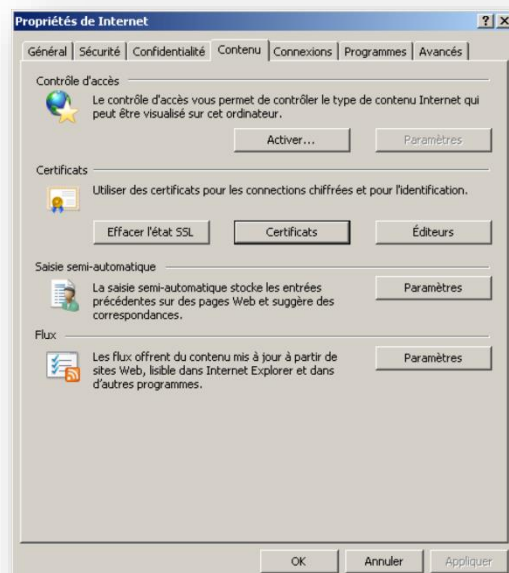 Propriétés de Internet
Général Sécurité Confidentialité Contenu Connexions Programmes Avancés
Contrôle d'accès
Le contrôle d'accès vous permet de contrôler le type de contenu Internet qui
peut être visualisé sur cet ordinateur.
Activer... Paramètres
Certificats
Utiliser des certificats pour les connections chiffrées et pour l'identification.
Effacer l'état SSL Certificats Éditeurs
Saisie semi-automatique
La saisie semi-automatique stocke les entrées
précédentes sur des pages Web et suggère des
correspondances.
Paramètres
Flux
Les flux offrent du contenu mis à jour à partir de
sites Web, lisible dans Internet Explorer et dans
d'autres programmes.
Paramètres
OK Annuler Appliquer